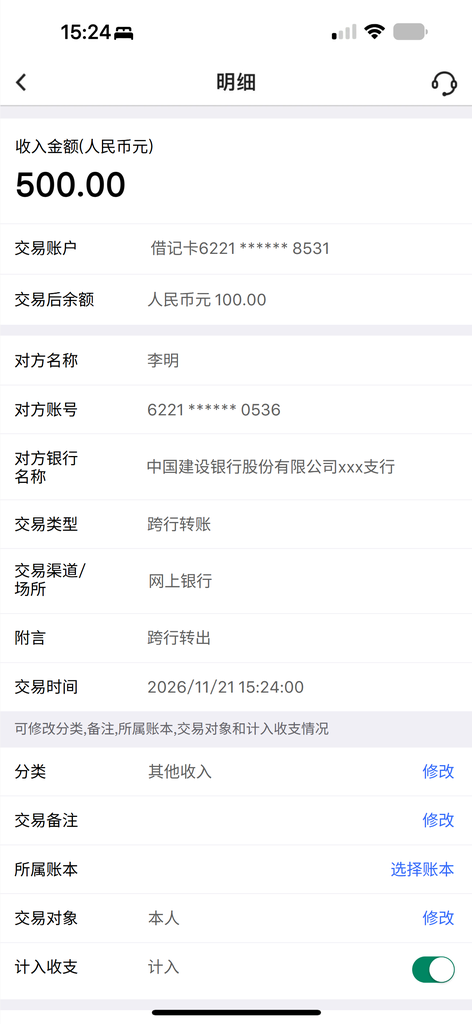 15:24
明细
收入金额(人民币元)
500.00
交易账户 借记卡6221 ****** 8531
交易后余额 人民币元 100.00
对方名称 李明
对方账号 6221 ****** 0536
对方银行
名称 中国建设银行股份有限公司xxx支行
交易类型 跨行转账
交易渠道/
场所 网上银行
附言 跨行转出
交易时间 2026/11/21 15:24:00
可修改分类,备注,所属账本,交易对象和计入收支情况
分类 其他收入 修改
交易备注 修改
所属账本 选择账本
交易对象 本人 修改
计入收支 计入